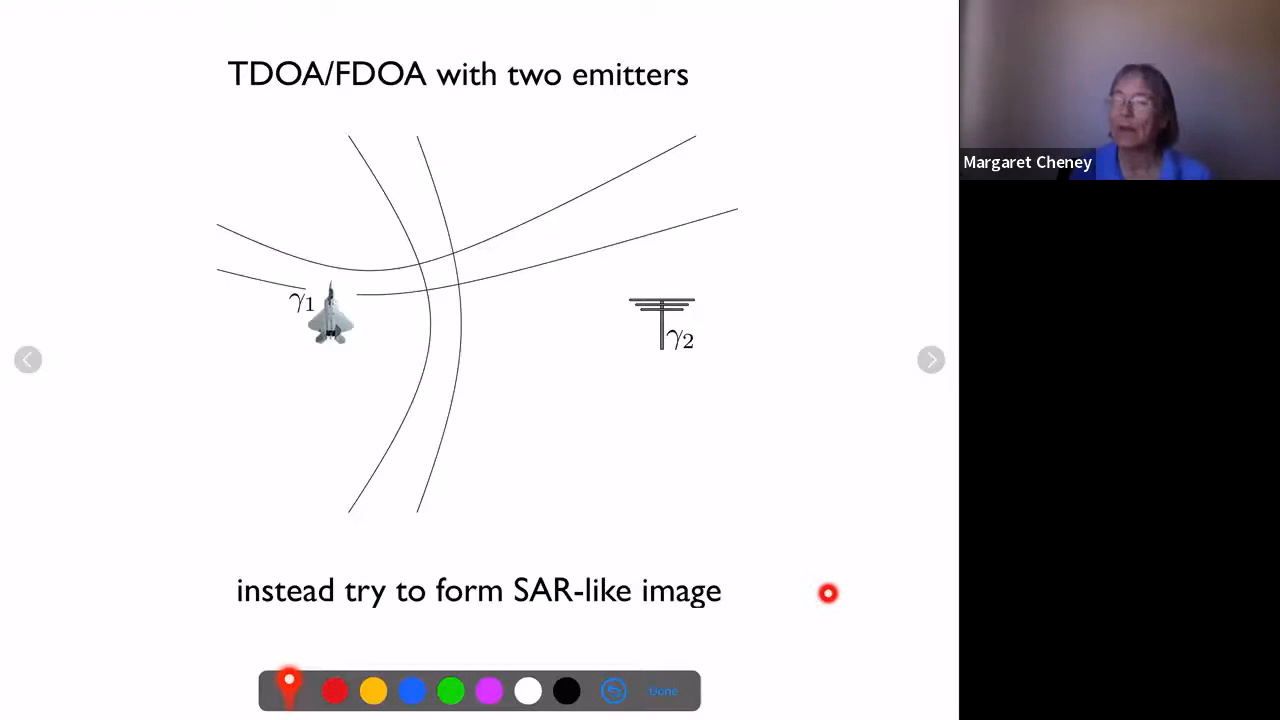 TDOA/FDOA with two emitters
Margaret Cheney
γ1
γ2
instead try to form SAR-like image
Done